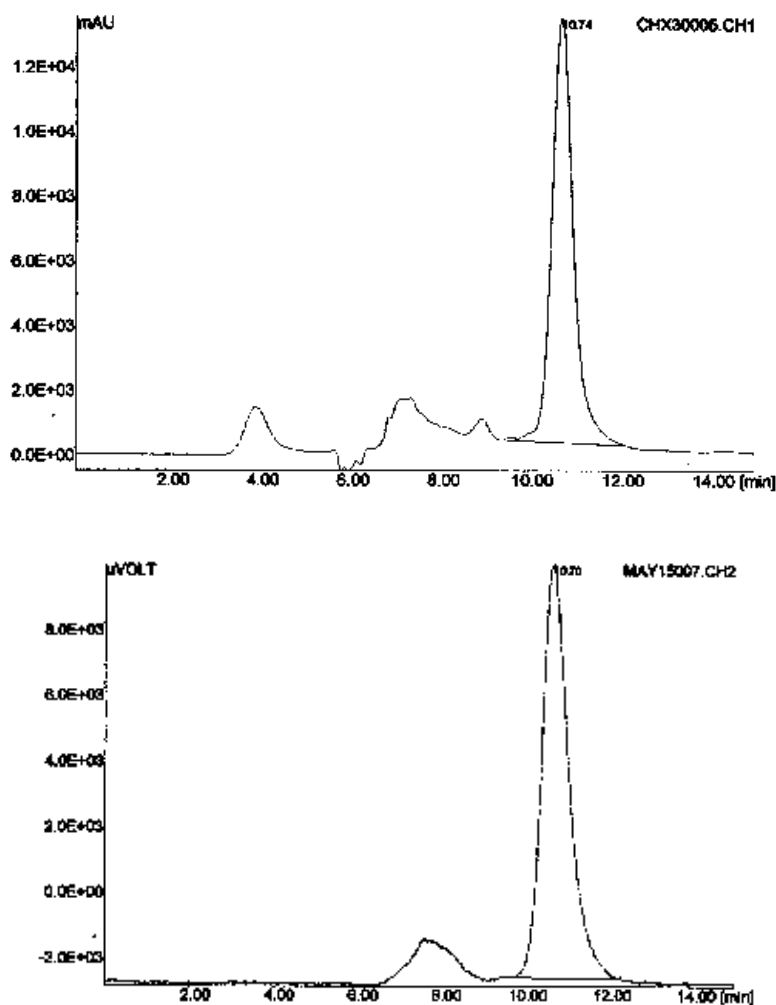 mAU 10.74 CHX30006.CH1
1.2E+04
1.0E+04
8.0E+03
6.0E+03
4.0E+03
2.0E+03
0.0E+00
2.00 4.00 6.00 8.00 10.00 12.00 14.00 [min]
uVOLT 10.70 MAY15007.CH2
8.0E+03
6.0E+03
4.0E+03
2.0E+03
0.0E+00
-2.0E+03
2.00 4.00 6.00 8.00 10.00 12.00 14.00 [min]